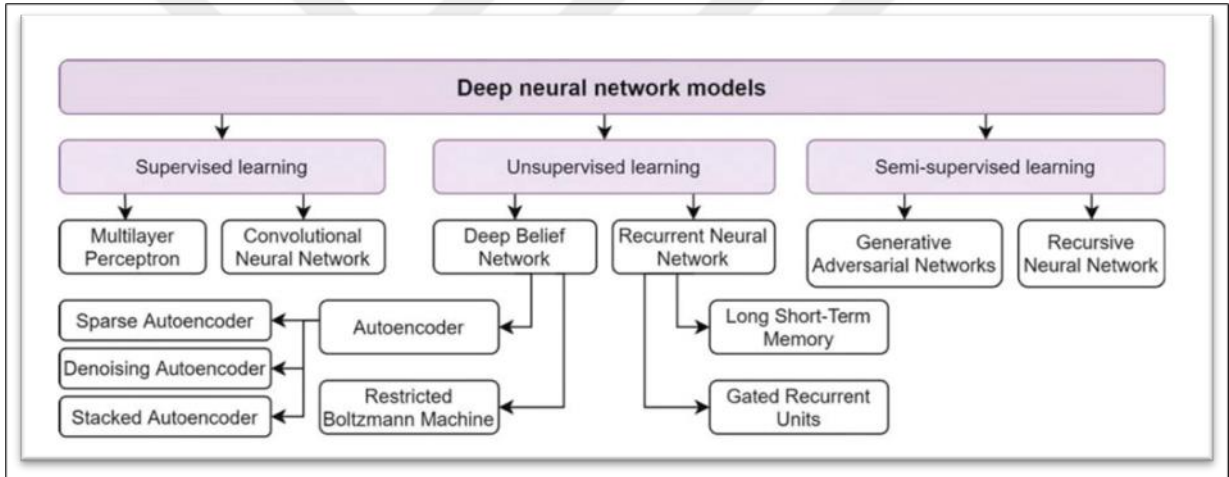 Deep neural network models
Supervised learning
Unsupervised learning
Semi-supervised learning
Multilayer
Perceptron
Convolutional
Neural Network
Deep Belief
Network
Recurrent Neural
Network
Generative
Adversarial Networks
Recursive
Neural Network
Sparse Autoencoder
Denoising Autoencoder
Stacked Autoencoder
Autoencoder
Restricted
Boltzmann Machine
Long Short-Term
Memory
Gated Recurrent
Units